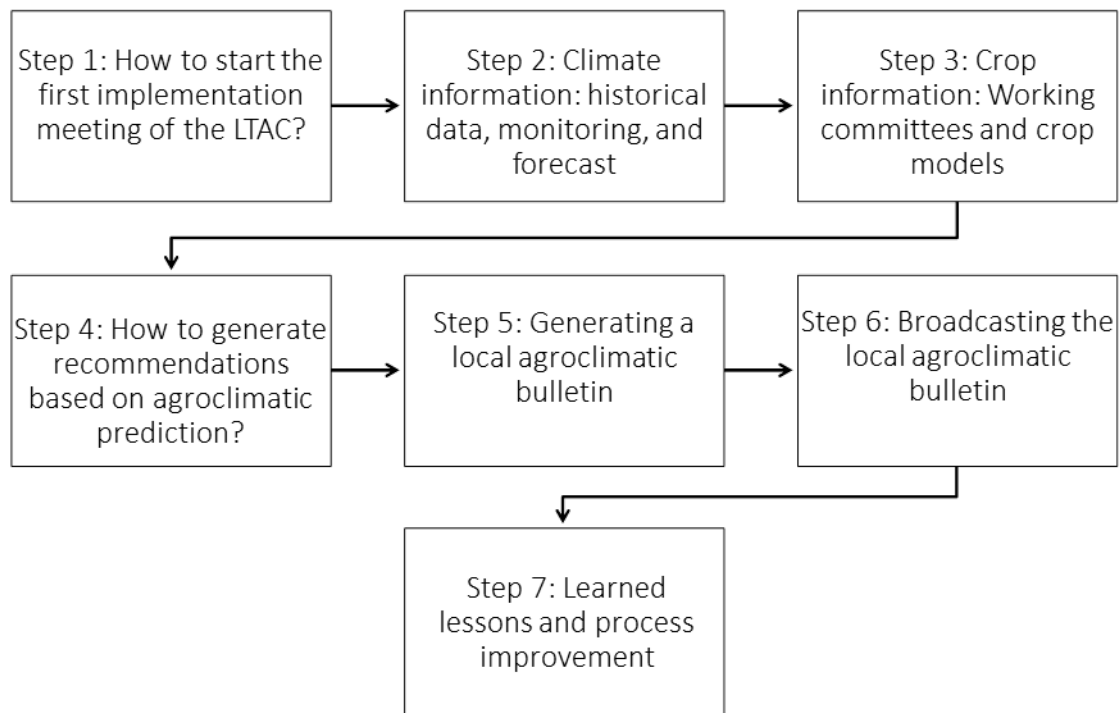 Step 1: How to start the
first implementation
meeting of the LTAC?
Step 2: Climate
information: historical
data, monitoring, and
forecast
Step 3: Crop
information: Working
committees and crop
models
Step 4: How to generate
recommendations
based on agroclimatic
prediction?
Step 5: Generating a
local agroclimatic
bulletin
Step 6: Broadcasting the
local agroclimatic
bulletin
Step 7: Learned
lessons and process
improvement